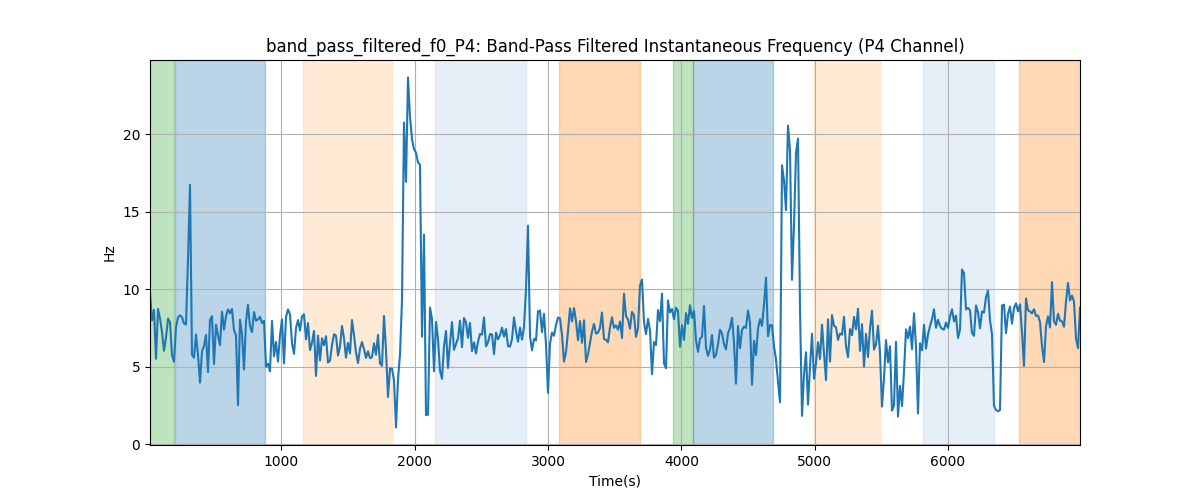 band_pass_filtered_f0_P4: Band-Pass Filtered Instantaneous Frequency (P4 Channel)
20
15
10
5
0
Hz
1000 2000 3000 4000 5000 6000
Time(s)